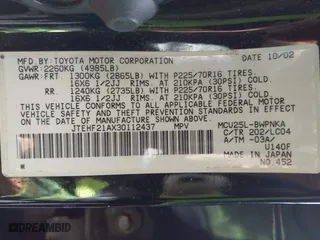 MFD.BY:TOYOTA MOTOR CORPORATION DATE 10/02
GVWR:2260KG (4985LB)
GAWR:FRT. 1300KG (2865LB) WITH P225/70R16 TIRES,
16X6 1/2JJ RIMS, AT 210KPA (30PSI) COLD.
RR. 1240KG (2735LB) WITH P225/70R16 TIRES,
16X6 1/2JJ RIMS, AT 210KPA (30PSI) COLD.
THIS VEHICLE CONFORMS TO ALL APPLICABLE FEDERAL MOTOR
VEHICLE SAFETY AND THEFT PREVENTION STANDARDS IN EFFECT ON
THE DATE OF MANUFACTURE SHOWN ABOVE.
JTEHF21AX30112437 MPV MCV25L-BWPNKA
C/TR 202/LC04
A/TM -03A/
U140F
MADE IN JAPAN
NO.452
DREAMBID